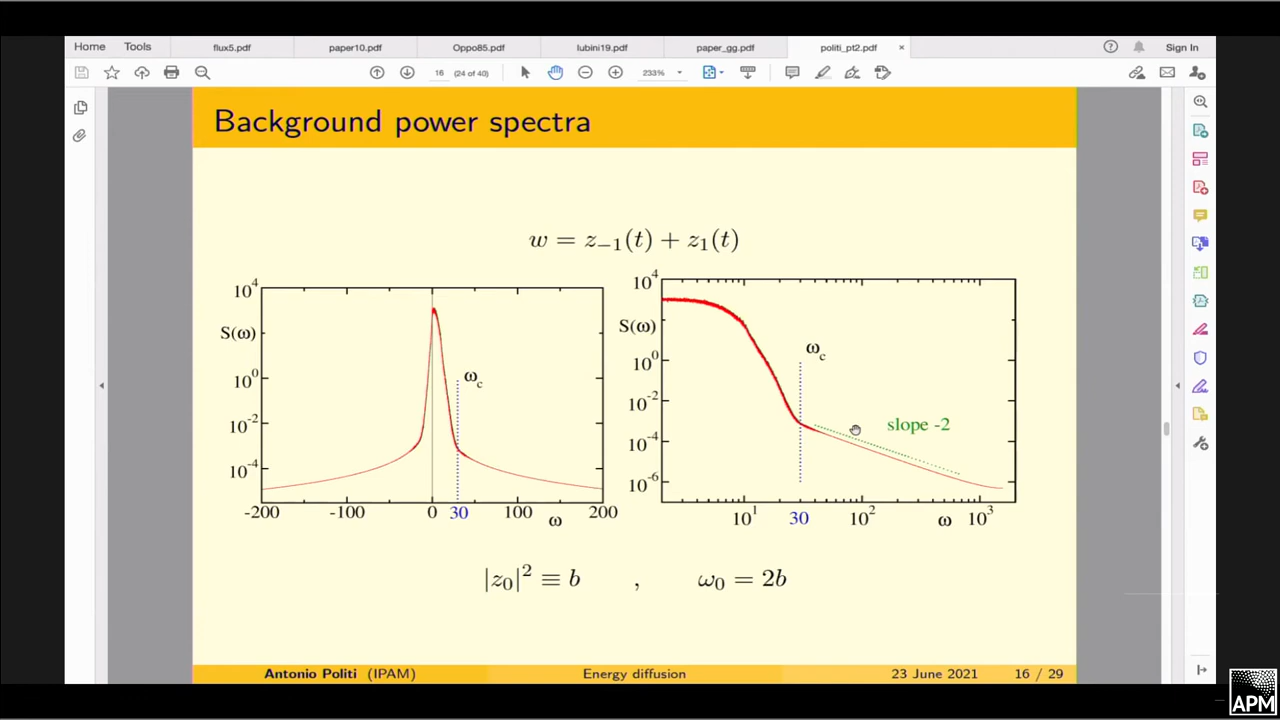 Home Tools flux5.pdf paper10.pdf Oppo85.pdf lubini19.pdf paper_gg.pdf politi_pt2.pdf × Sign In
16 (24 of 40) 233%
Background power spectra
w = z₋₁(t) + z₁(t)
10⁴
S(ω)
10⁰
10⁻²
10⁻⁴
ω_c
-200 -100 0 30 100 ω 200
10⁴
S(ω)
10⁰
10⁻²
10⁻⁴
10⁻⁶
ω_c
slope -2
10¹ 30 10² ω 10³
|z₀|² ≡ b , ω₀ = 2b
Antonio Politi (IPAM) Energy diffusion 23 June 2021 16 / 29
APM